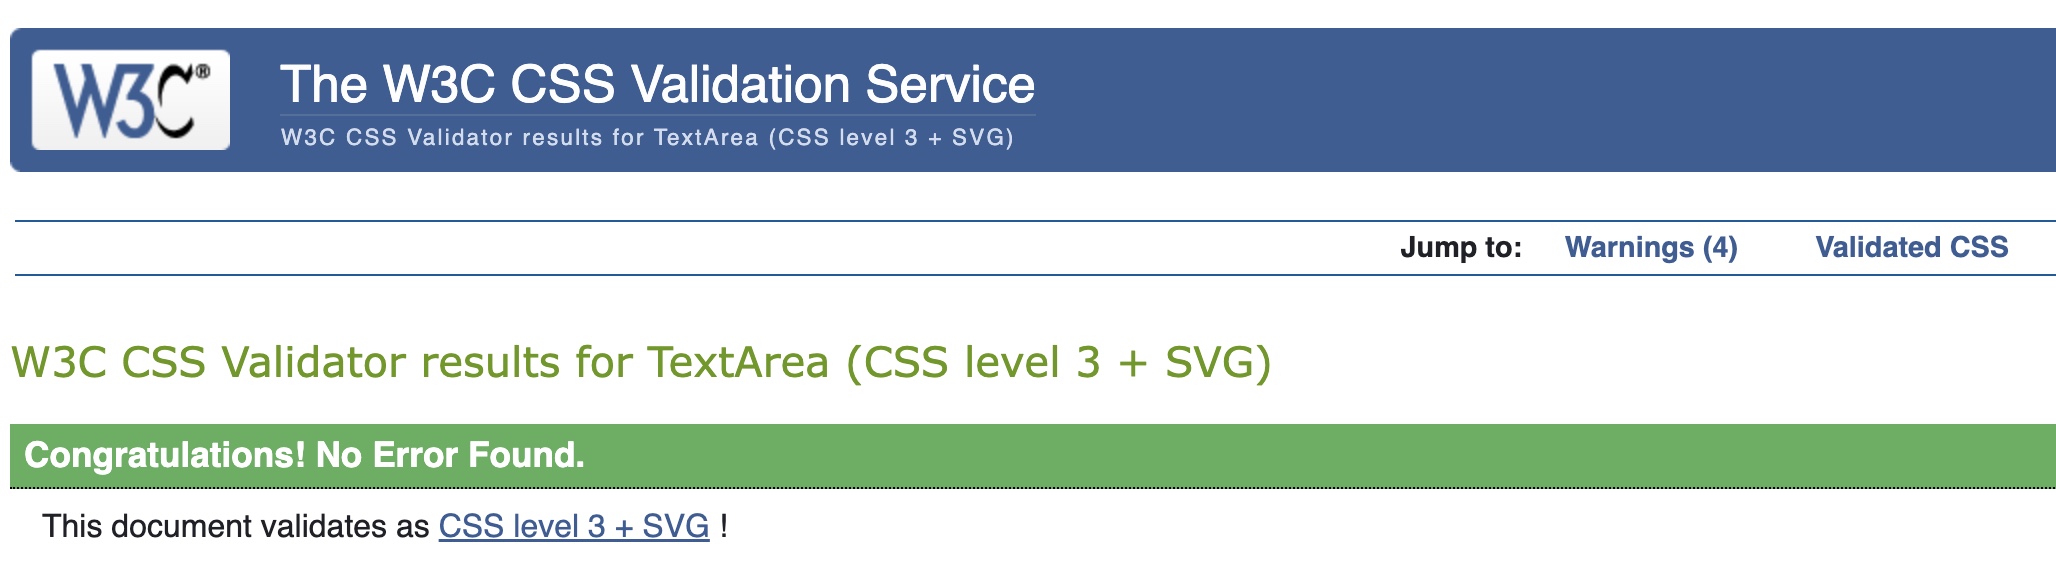 W3C®
The W3C CSS Validation Service
W3C CSS Validator results for TextArea (CSS level 3 + SVG)
Jump to: Warnings (4) Validated CSS
W3C CSS Validator results for TextArea (CSS level 3 + SVG)
Congratulations! No Error Found.
This document validates as CSS level 3 + SVG !